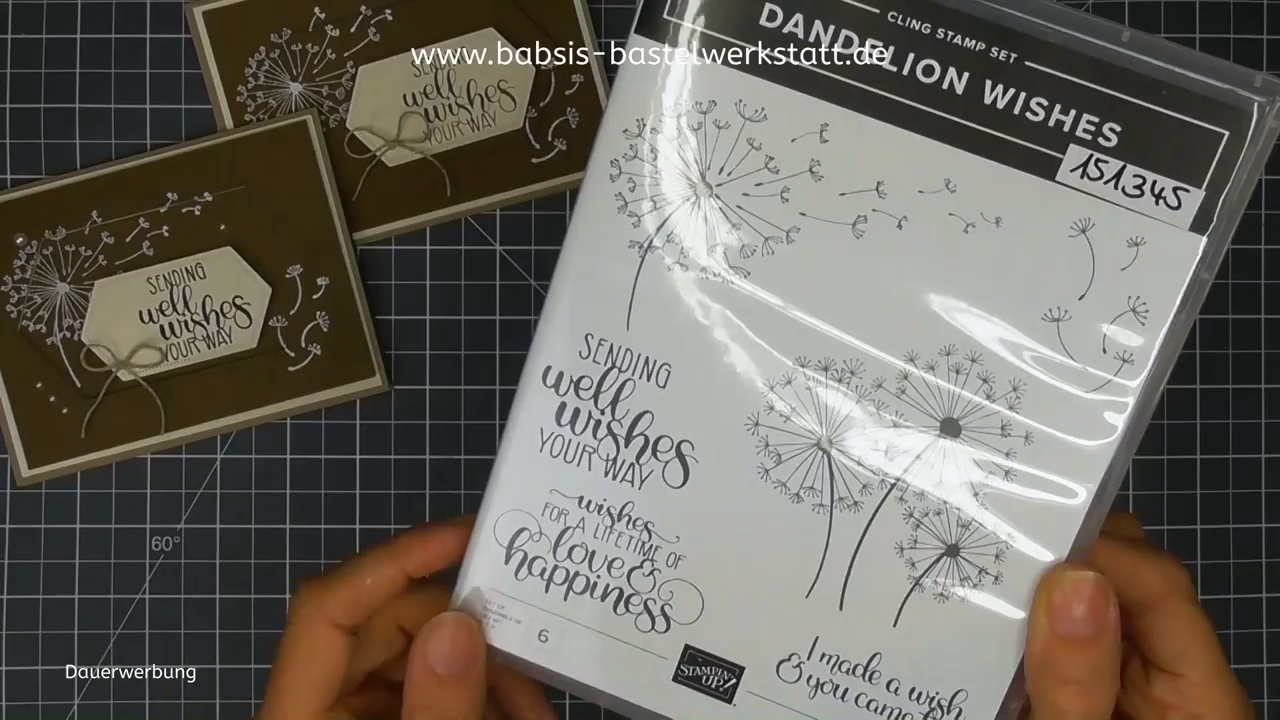 www.babsis-bastelwerkstatt.de
CLING STAMP SET
DANDELION WISHES
151345
SENDING
well
wishes
YOUR WAY
SENDING
well
wishes
YOUR WAY
SENDING
well
wishes
YOUR WAY
wishes
FOR A LIFETIME OF
love &
happiness
6
STAMPIN'
UP!
I made a wish
& you came
60°
Dauerwerbung